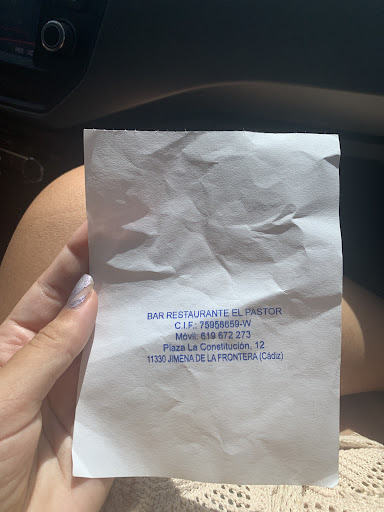 BAR RESTAURANTE EL PASTOR
C.I.F.: 75956659-W
Móvil: 619 672 273
Plaza La Constitución, 12
11330 JIMENA DE LA FRONTERA (Cádiz)